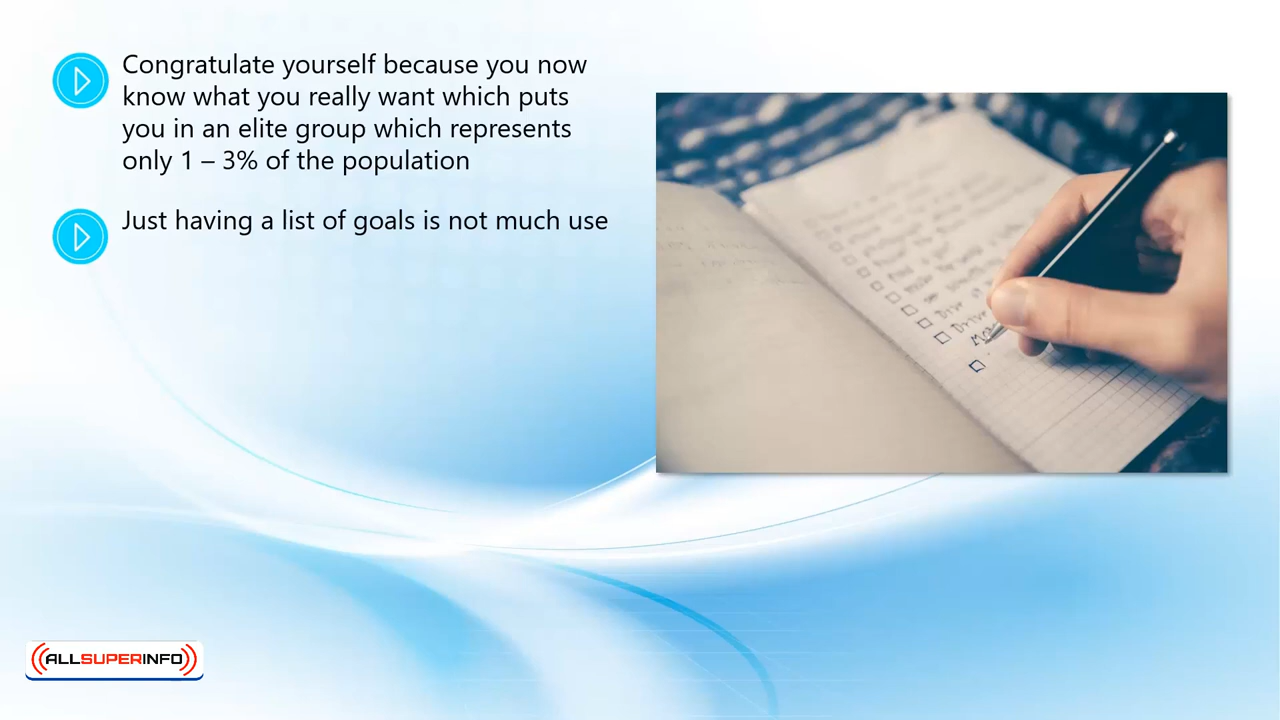 Congratulate yourself because you now
know what you really want which puts
you in an elite group which represents
only 1 – 3% of the population
Just having a list of goals is not much use
ALLSUPERINFO